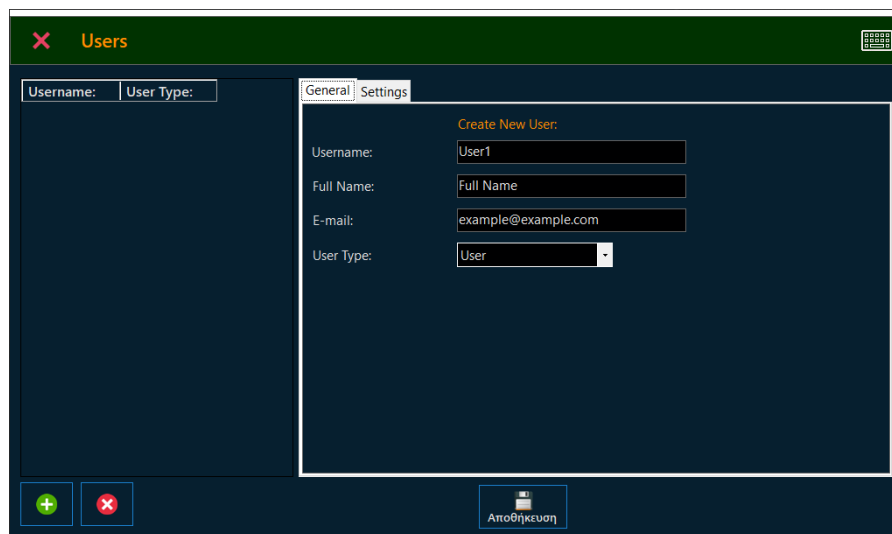 Users
Username: User Type:
General Settings
Create New User:
Username: User1
Full Name: Full Name
E-mail: example@example.com
User Type: User
Αποθήκευση